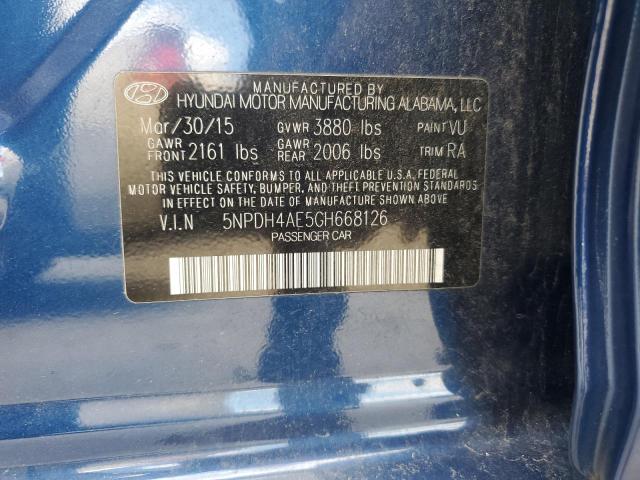 MANUFACTURED BY
HYUNDAI MOTOR MANUFACTURING ALABAMA, LLC
Mar/30/15 GVWR 3880 lbs PAINT VU
GAWR FRONT 2161 lbs GAWR REAR 2006 lbs TRIM RA
THIS VEHICLE CONFORMS TO ALL APPLICABLE U.S.A. FEDERAL
MOTOR VEHICLE SAFETY, BUMPER, AND THEFT PREVENTION
STANDARDS IN EFFECT ON THE DATE OF MANUFACTURE SHOWN ABOVE.
V.I.N 5NPDH4AE5GH668126
PASSENGER CAR